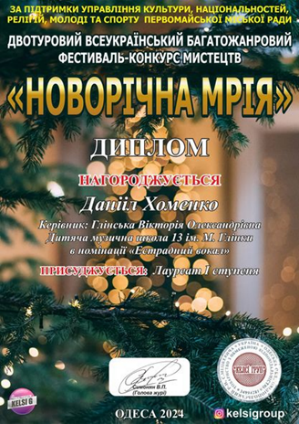 ЗА ПІДТРИМКИ УПРАВЛІННЯ КУЛЬТУРИ, НАЦІОНАЛЬНОСТЕЙ,
РЕЛІГІЙ, МОЛОДІ ТА СПОРТУ ПЕРВОМАЙСЬКОЇ МІСЬКОЇ РАДИ
ДВОТУРОВИЙ ВСЕУКРАЇНСЬКИЙ БАГАТОЖАНРОВИЙ
ФЕСТИВАЛЬ-КОНКУРС МИСТЕЦТВ
«НОВОРІЧНА МРІЯ»
ДИПЛОМ
НАГОРОДЖУЄТЬСЯ
Даніїл Хоменко
Керівник: Глінська Вікторія Олександрівна
Дитяча музична школа 13 ім. М. Глінки
в номінації «Естрадний вокал»
ПРИСУДЖУЄТЬСЯ: Лауреат І ступеня
KELSI G
Симонян В.П.
(Голова журі)
ОДЕСА 2024
kelsigroup